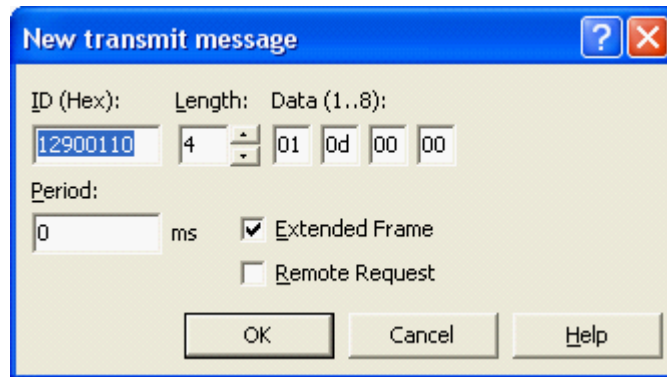 New transmit message
ID (Hex): Length: Data (1..8):
12900110 4 01 0d 00 00
Period:
0 ms Extended Frame
Remote Request
OK Cancel Help